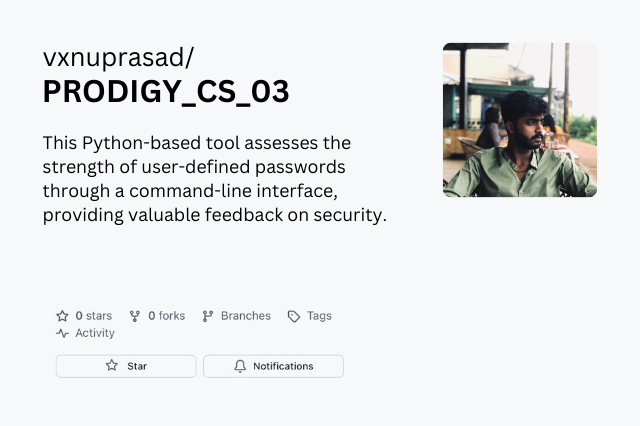 vxnuprasad/
PRODIGY_CS_03
This Python-based tool assesses the
strength of user-defined passwords
through a command-line interface,
providing valuable feedback on security.
0 stars 0 forks Branches Tags
Activity
Star Notifications